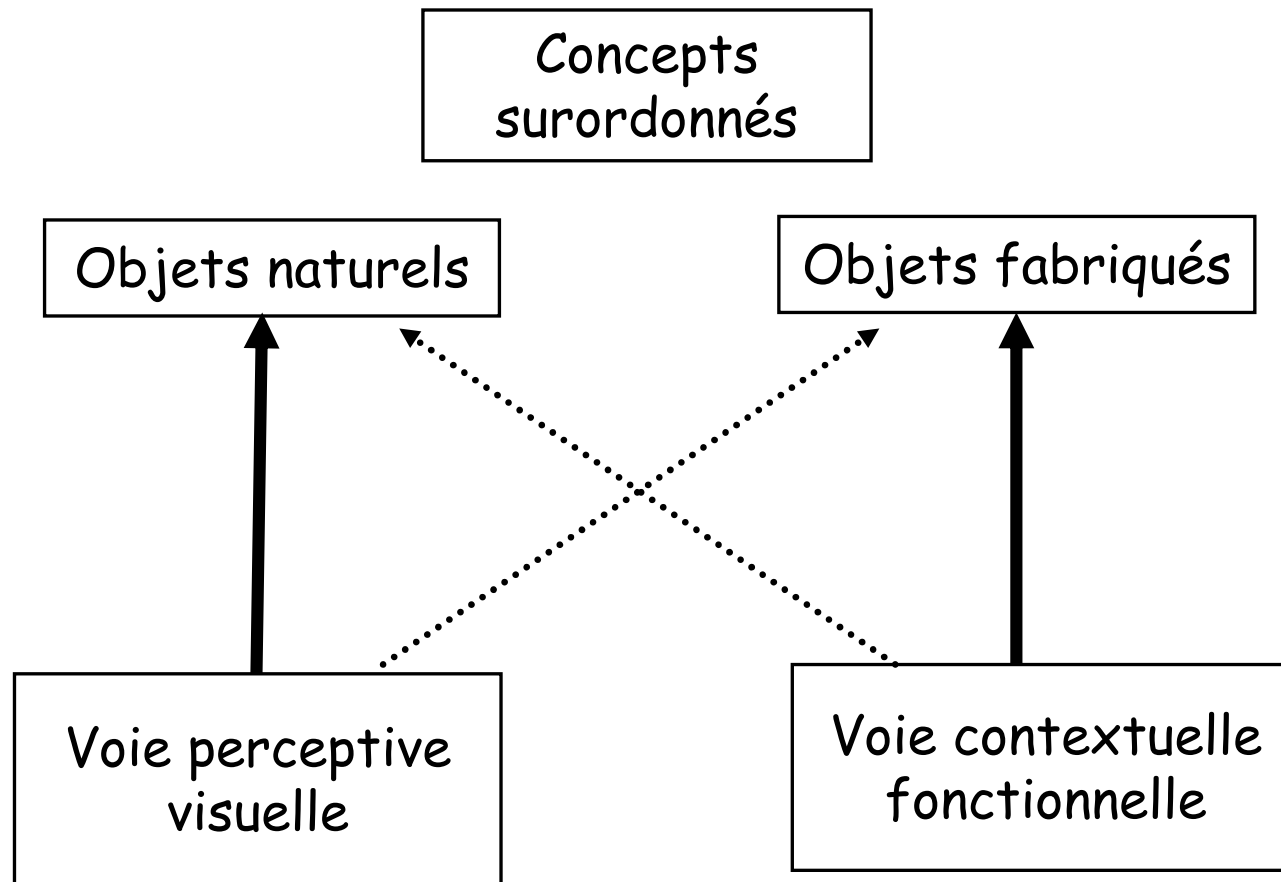 Concepts
surordonnés
Objets naturels
Objets fabriqués
Voie perceptive
visuelle
Voie contextuelle
fonctionnelle